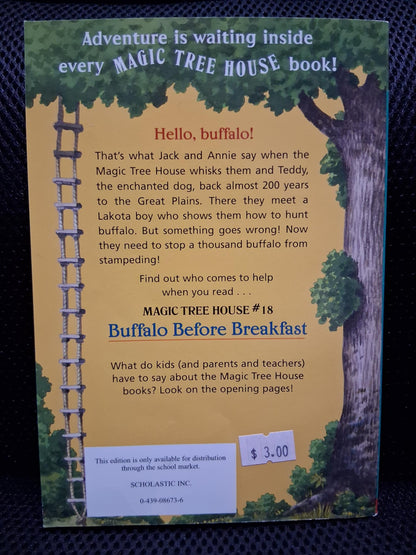 Adventure is waiting inside
every MAGIC TREE HOUSE book!
Hello, buffalo!
That's what Jack and Annie say when the
Magic Tree House whisks them and Teddy,
the enchanted dog, back almost 200 years
to the Great Plains. There they meet a
Lakota boy who shows them how to hunt
buffalo. But something goes wrong! Now
they need to stop a thousand buffalo from
stampeding!
Find out who comes to help
when you read . . .
MAGIC TREE HOUSE #18
Buffalo Before Breakfast
What do kids (and parents and teachers)
have to say about the Magic Tree House
books? Look on the opening pages!
$ 3.00
This edition is only available for distribution
through the school market.
SCHOLASTIC INC.
0-439-08673-6